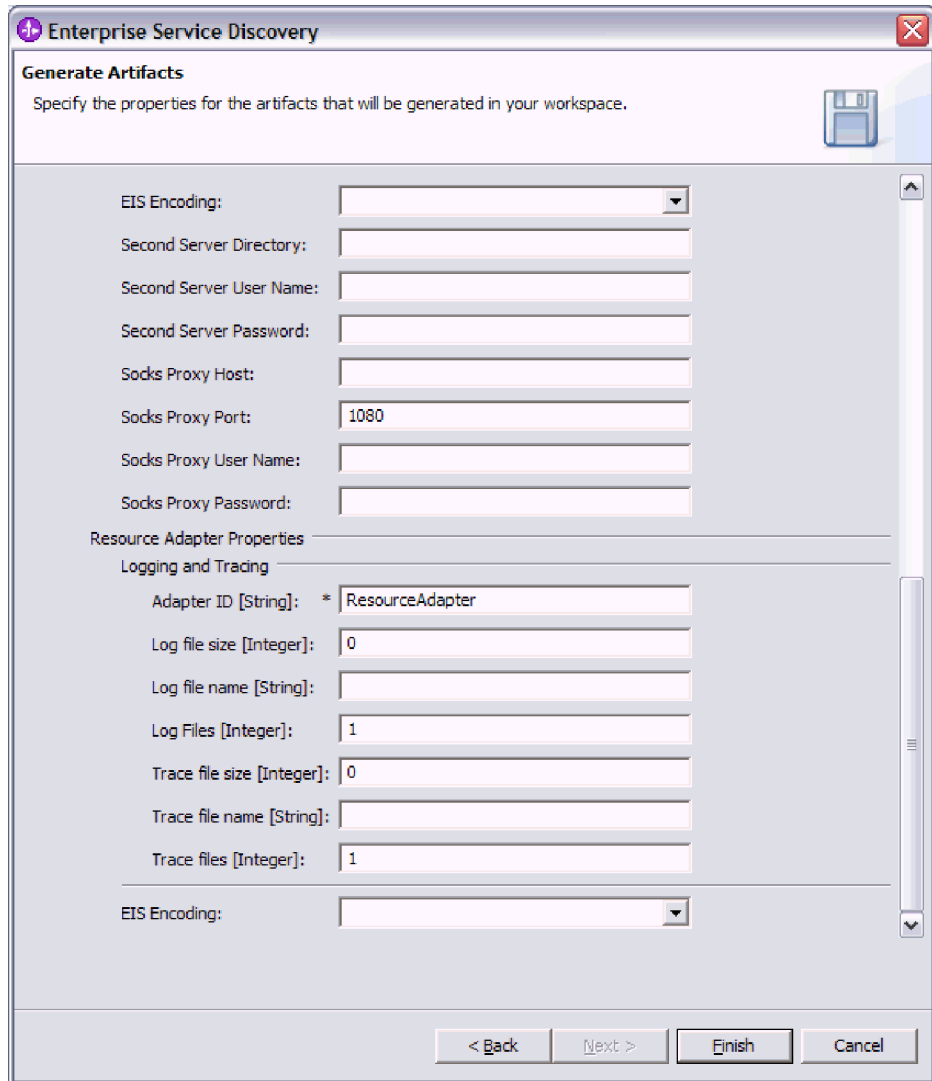 Enterprise Service Discovery
Generate Artifacts
Specify the properties for the artifacts that will be generated in your workspace.
EIS Encoding:
Second Server Directory:
Second Server User Name:
Second Server Password:
Socks Proxy Host:
Socks Proxy Port: 1080
Socks Proxy User Name:
Socks Proxy Password:
Resource Adapter Properties
Logging and Tracing
Adapter ID [String]: * ResourceAdapter
Log file size [Integer]: 0
Log file name [String]:
Log Files [Integer]: 1
Trace file size [Integer]: 0
Trace file name [String]:
Trace files [Integer]: 1
EIS Encoding:
< Back Next > Finish Cancel